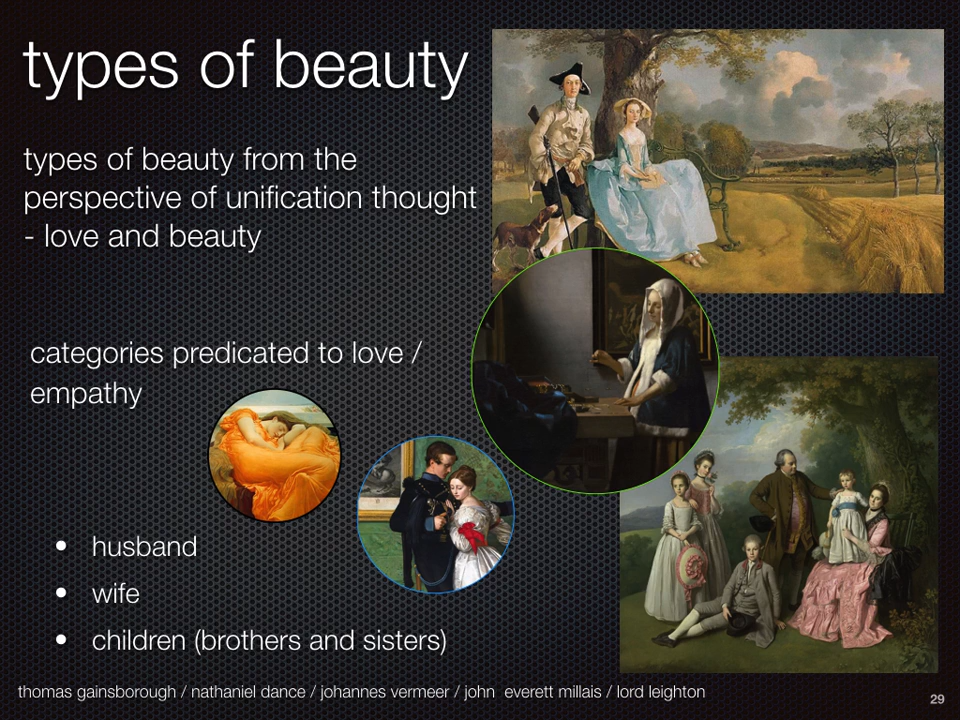 types of beauty
types of beauty from the
perspective of unification thought
- love and beauty
categories predicated to love /
empathy
• husband
• wife
• children (brothers and sisters)
thomas gainsborough / nathaniel dance / johannes vermeer / john everett millais / lord leighton
29